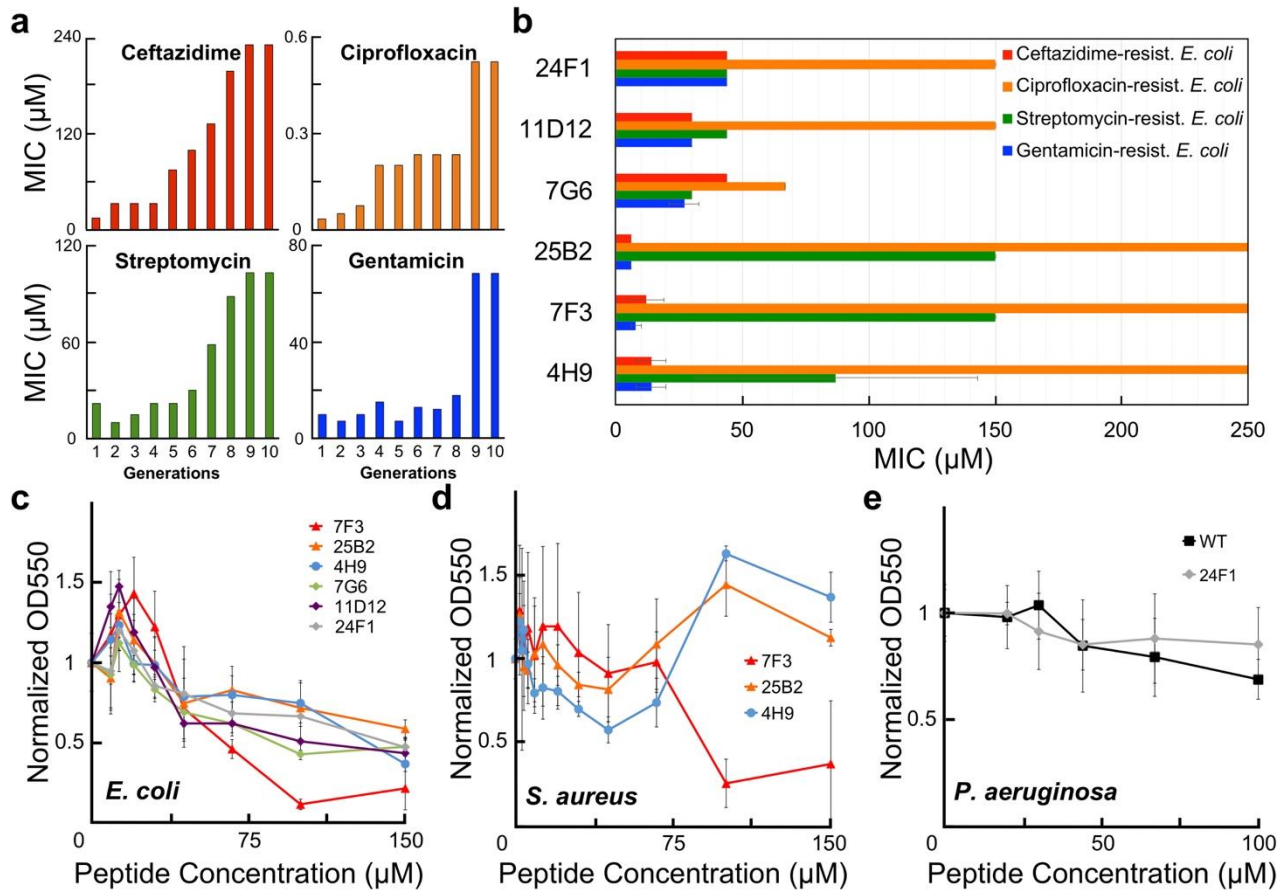 a
240
Ceftazidime
120
0
MIC (µM)
0.6
Ciprofloxacin
0.3
0
120
Streptomycin
60
0
MIC (µM)
1 2 3 4 5 6 7 8 9 10
Generations
80
Gentamicin
40
0
1 2 3 4 5 6 7 8 9 10
Generations
b
24F1
11D12
7G6
25B2
7F3
4H9
Ceftazidime-resist. E. coli
Ciprofloxacin-resist. E. coli
Streptomycin-resist. E. coli
Gentamicin-resist. E. coli
0 50 100 150 200 250
MIC (µM)
c
Normalized OD550
1.5
1
0.5
7F3
25B2
4H9
7G6
11D12
24F1
E. coli
0 75 150
Peptide Concentration (µM)
d
Normalized OD550
1.5
1
0.5
7F3
25B2
4H9
S. aureus
0 75 150
Peptide Concentration (µM)
e
Normalized OD550
1
0.5
WT
24F1
P. aeruginosa
0 50 100
Peptide Concentration (µM)